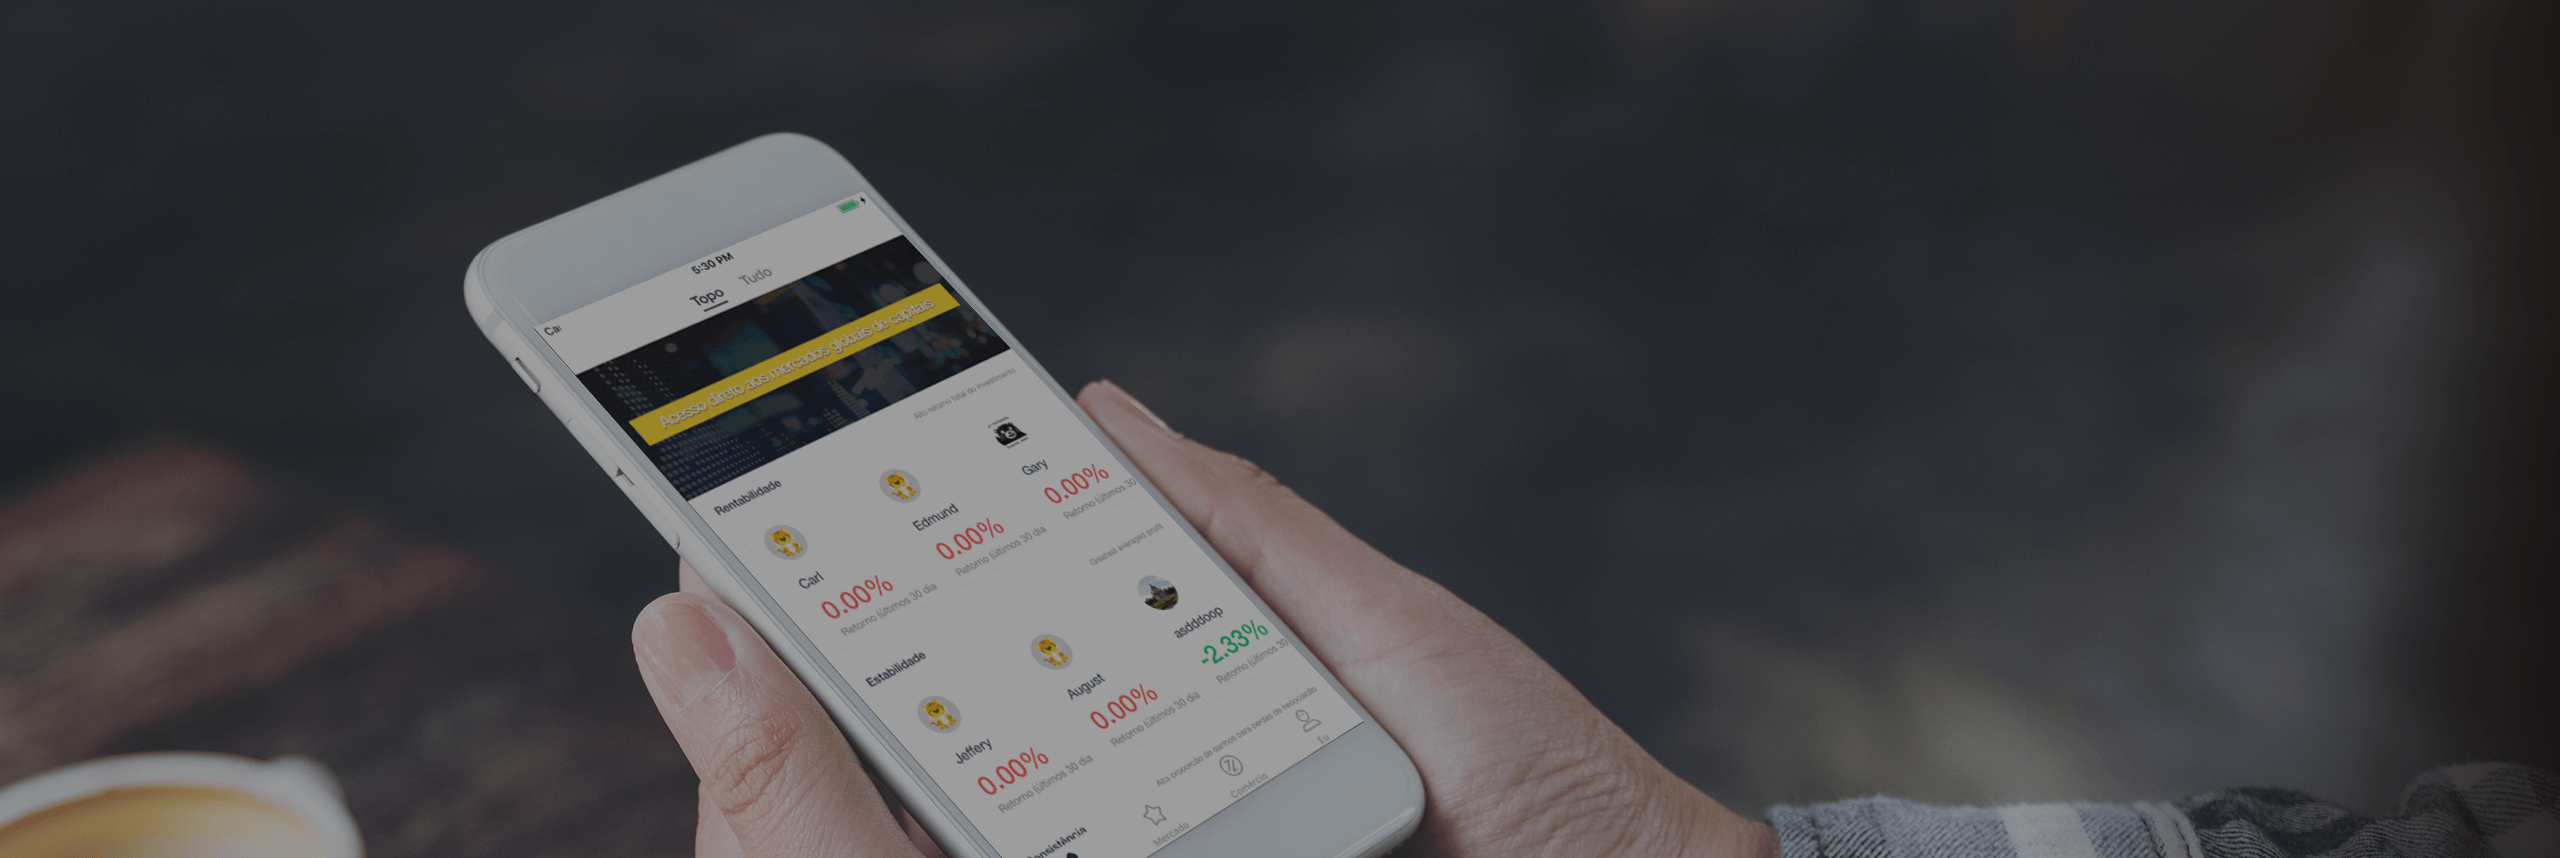 5:30 PM
Topo Tudo
Acesso direto aos mercados globais de capitais
Rentabilidade
Alto retorno total do investimento
Carl
0.00%
Retorno (últimos 30 dia
Edmund
0.00%
Retorno (últimos 30 dia
Gary
0.00%
Retorno (últimos 30
Estabilidade
Greatest averaged profit
Jeffery
0.00%
Retorno (últimos 30 dia
August
0.00%
Retorno (últimos 30 dia
asdddoop
-2.33%
Retorno (últimos 30
Alta proporção de ganhos para perdas de negociação
Mercado
Comércio
Eu